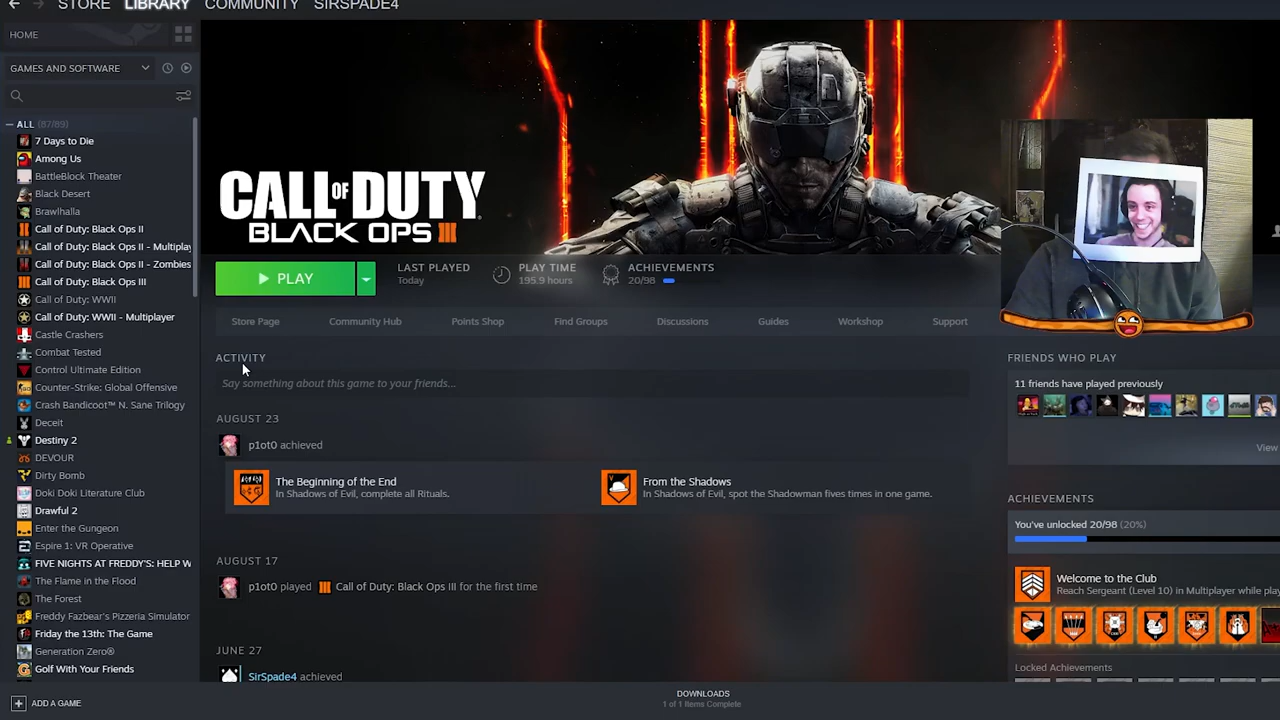 STORE LIBRARY COMMUNITY SIRSPADE4
HOME
GAMES AND SOFTWARE
ALL (87/89)
7 Days to Die
Among Us
BattleBlock Theater
Black Desert
Brawlhalla
Call of Duty: Black Ops II
Call of Duty: Black Ops II - Multiplay
Call of Duty: Black Ops II - Zombies
Call of Duty: Black Ops III
Call of Duty: WWII
Call of Duty: WWII - Multiplayer
Castle Crashers
Combat Tested
Control Ultimate Edition
Counter-Strike: Global Offensive
Crash Bandicoot™ N. Sane Trilogy
Deceit
Destiny 2
DEVOUR
Dirty Bomb
Doki Doki Literature Club
Drawful 2
Enter the Gungeon
Espire 1: VR Operative
FIVE NIGHTS AT FREDDY'S: HELP W
The Flame in the Flood
The Forest
Freddy Fazbear's Pizzeria Simulator
Friday the 13th: The Game
Generation Zero®
Golf With Your Friends
ADD A GAME
CALL OF DUTY
BLACK OPS III
PLAY
LAST PLAYED
Today
PLAY TIME
195.9 hours
ACHIEVEMENTS
20/98
Store Page Community Hub Points Shop Find Groups Discussions Guides Workshop Support
ACTIVITY
Say something about this game to your friends...
AUGUST 23
p1ot0 achieved
The Beginning of the End
In Shadows of Evil, complete all Rituals.
From the Shadows
In Shadows of Evil, spot the Shadowman fives times in one game.
AUGUST 17
p1ot0 played Call of Duty: Black Ops III for the first time
JUNE 27
SirSpade4 achieved
FRIENDS WHO PLAY
11 friends have played previously
View
ACHIEVEMENTS
You've unlocked 20/98 (20%)
Welcome to the Club
Reach Sergeant (Level 10) in Multiplayer while play
Locked Achievements
DOWNLOADS
1 of 1 Items Complete